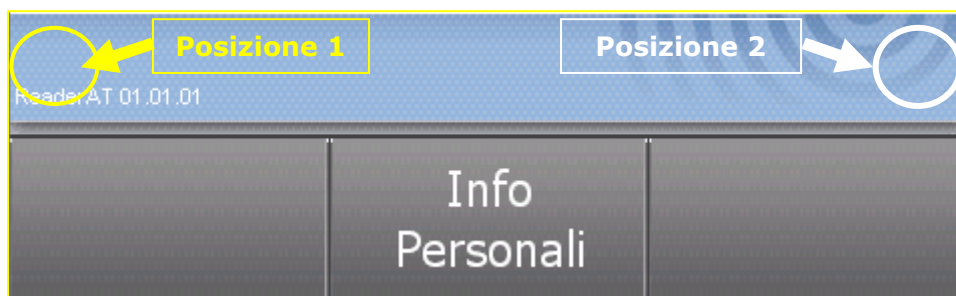 Posizione 1
Posizione 2
ReaderAT 01.01.01
Info
Personali